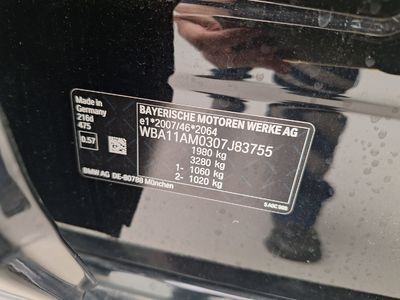 BAYERISCHE MOTOREN WERKE AG
e1*2007/46*2064
WBA11AM0307J83755
1980 kg
3280 kg
1- 1060 kg
2- 1020 kg
Made in
Germany
216d
475
0.57
BMW AG DE-80788 München